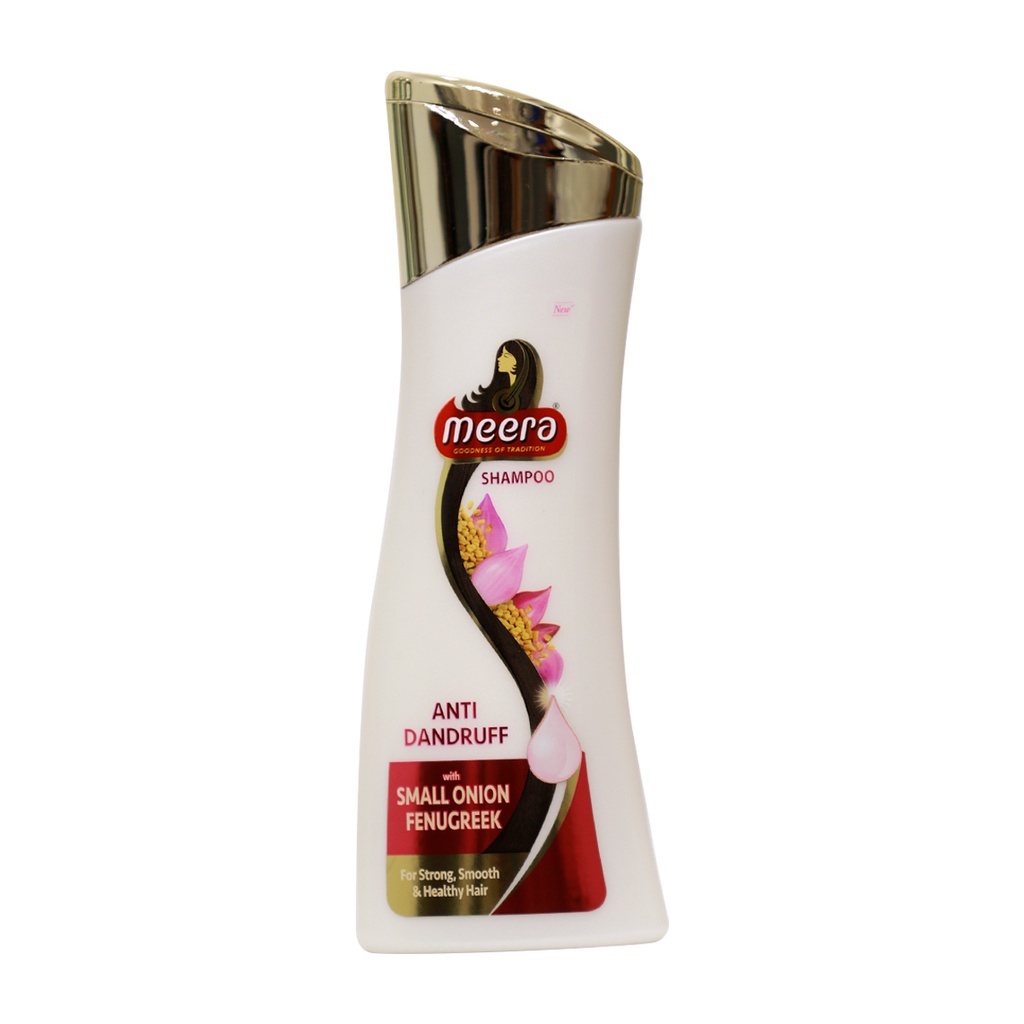 New
meera®
GOODNESS OF TRADITION
SHAMPOO
ANTI
DANDRUFF
with
SMALL ONION
FENUGREEK
For Strong, Smooth
& Healthy Hair